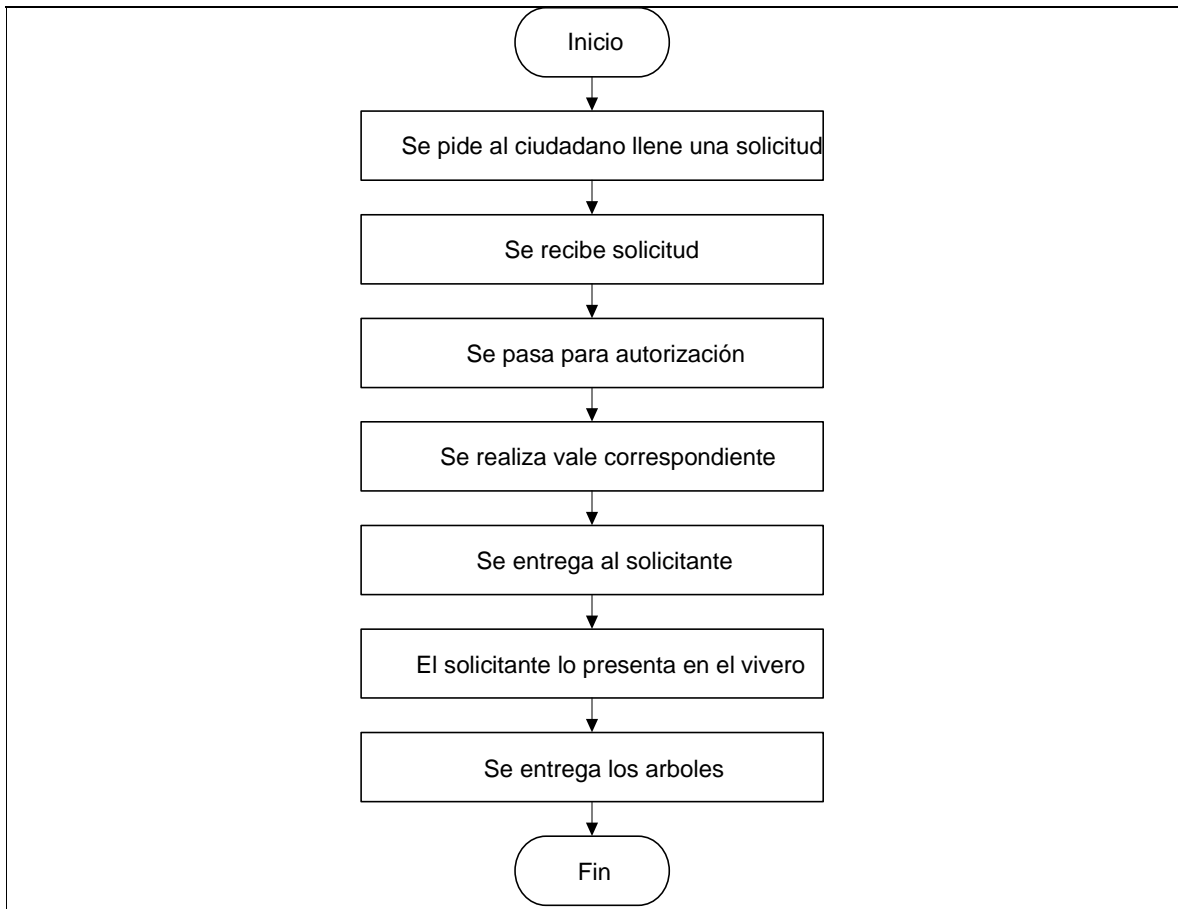 Inicio
Se pide al ciudadano llene una solicitud
Se recibe solicitud
Se pasa para autorización
Se realiza vale correspondiente
Se entrega al solicitante
El solicitante lo presenta en el vivero
Se entrega los arboles
Fin